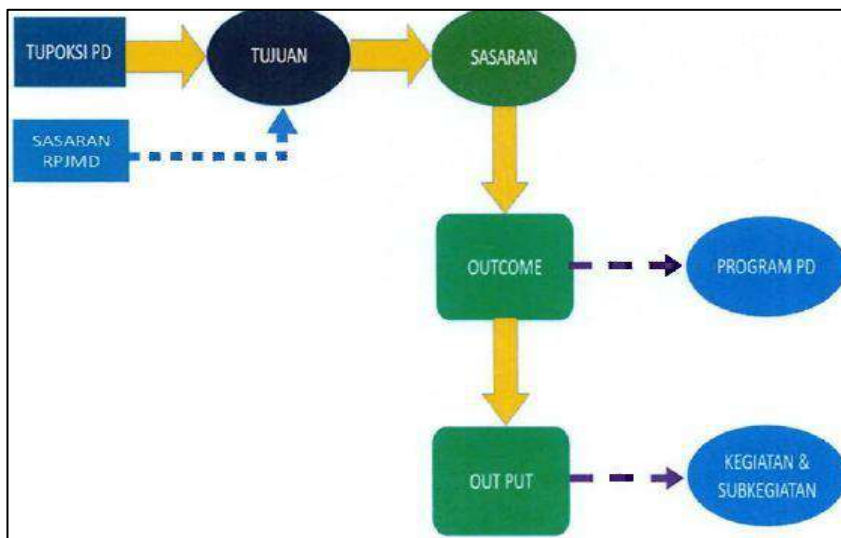 TUPOKSI PD
TUJUAN
SASARAN
SASARAN
RPJMD
OUTCOME
PROGRAM PD
OUT PUT
KEGIATAN &
SUBKEGIATAN